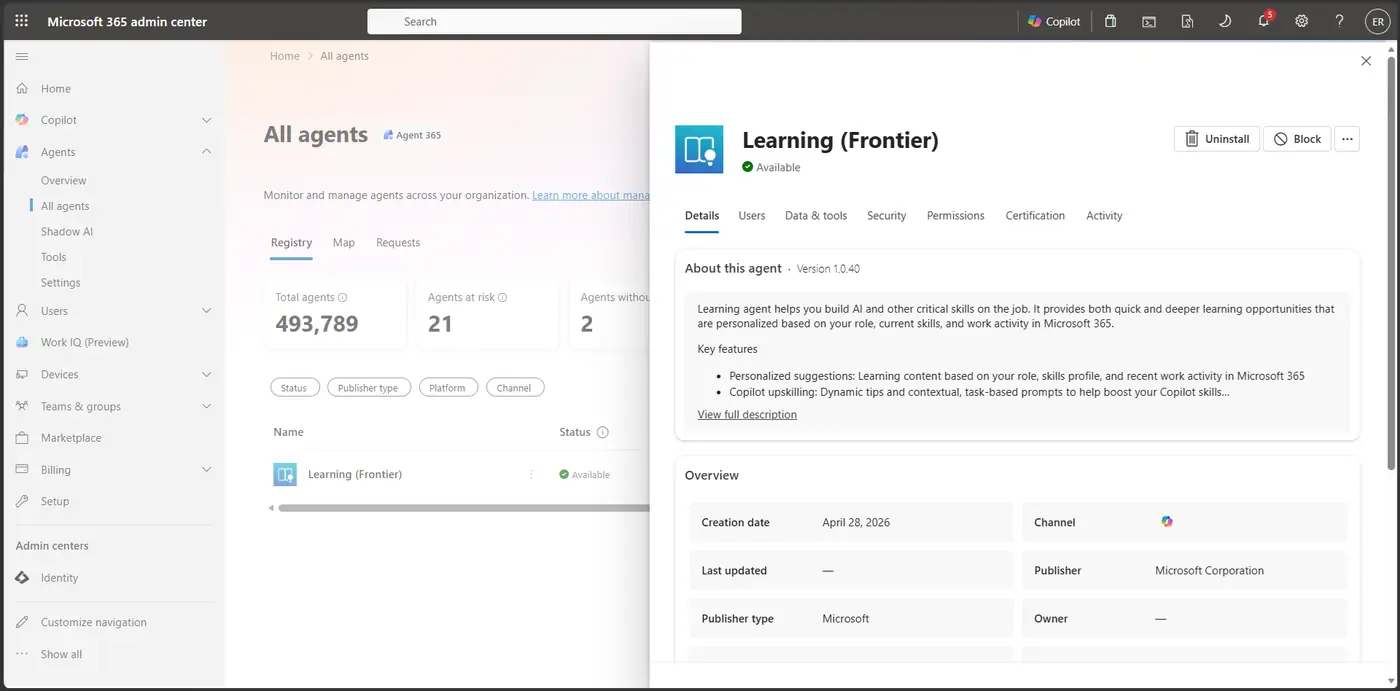 Microsoft 365 admin center
Search
Copilot
5
ER
Home
Copilot
Agents
Overview
All agents
Shadow AI
Tools
Settings
Users
Work IQ (Preview)
Devices
Teams & groups
Marketplace
Billing
Setup
Admin centers
Identity
Customize navigation
Show all
Home > All agents
All agents
Agent 365
Monitor and manage agents across your organization. Learn more about mana
Registry Map Requests
Total agents
493,789
Agents at risk
21
Agents withou
2
Status Publisher type Platform Channel
Name Status
Learning (Frontier) Available
Learning (Frontier)
Available
Uninstall Block
Details Users Data & tools Security Permissions Certification Activity
About this agent · Version 1.0.40
Learning agent helps you build AI and other critical skills on the job. It provides both quick and deeper learning opportunities that
are personalized based on your role, current skills, and work activity in Microsoft 365.
Key features
• Personalized suggestions: Learning content based on your role, skills profile, and recent work activity in Microsoft 365
• Copilot upskilling: Dynamic tips and contextual, task-based prompts to help boost your Copilot skills...
View full description
Overview
Creation date April 28, 2026
Channel
Last updated —
Publisher Microsoft Corporation
Publisher type Microsoft
Owner —